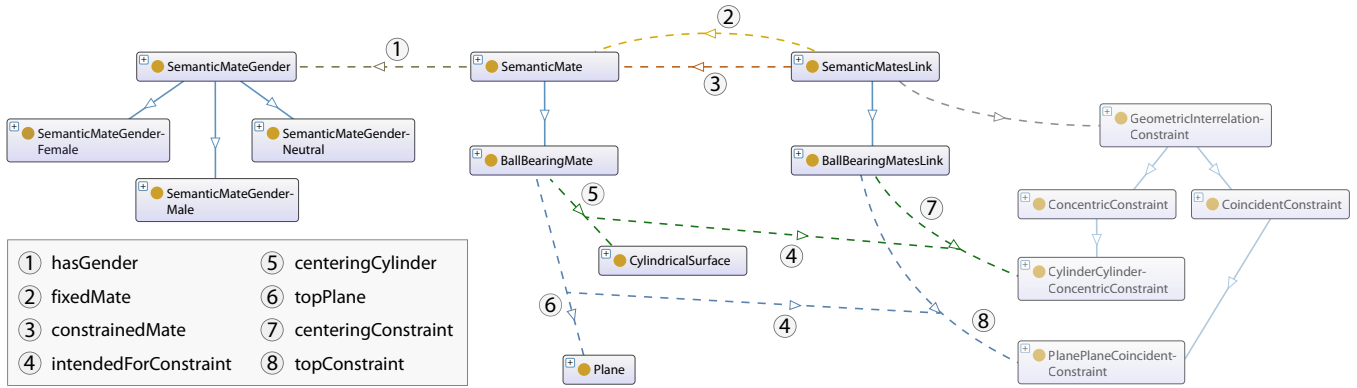 2
1
SemanticMateGender
SemanticMate
3
SemanticMatesLink
SemanticMateGender-
Female
SemanticMateGender-
Neutral
SemanticMateGender-
Male
BallBearingMate
BallBearingMatesLink
GeometricInterrelation-
Constraint
5
7
ConcentricConstraint
CoincidentConstraint
4
CylindricalSurface
CylinderCylinder-
ConcentricConstraint
6
4
8
Plane
PlanePlaneCoincident-
Constraint
1 hasGender
2 fixedMate
3 constrainedMate
4 intendedForConstraint
5 centeringCylinder
6 topPlane
7 centeringConstraint
8 topConstraint